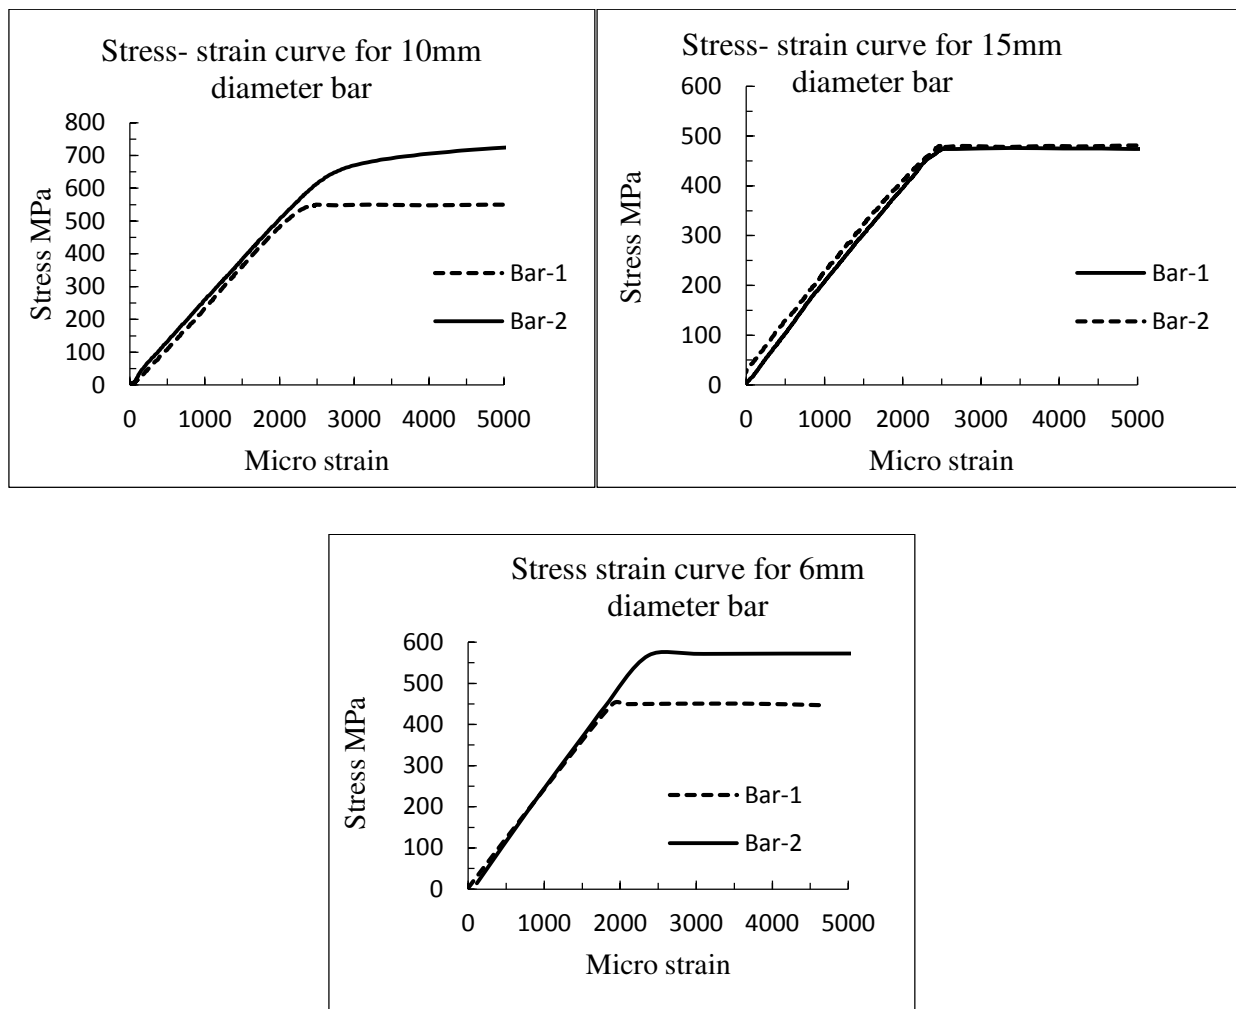 Stress- strain curve for 10mm
diameter bar
800
700
600
500
400
300
200
100
0
Stress MPa
Bar-1
Bar-2
0 1000 2000 3000 4000 5000
Micro strain
Stress- strain curve for 15mm
diameter bar
600
500
400
300
200
100
0
Stress MPa
Bar-1
Bar-2
0 1000 2000 3000 4000 5000
Micro strain
Stress strain curve for 6mm
diameter bar
600
500
400
300
200
100
0
Stress MPa
Bar-1
Bar-2
0 1000 2000 3000 4000 5000
Micro strain